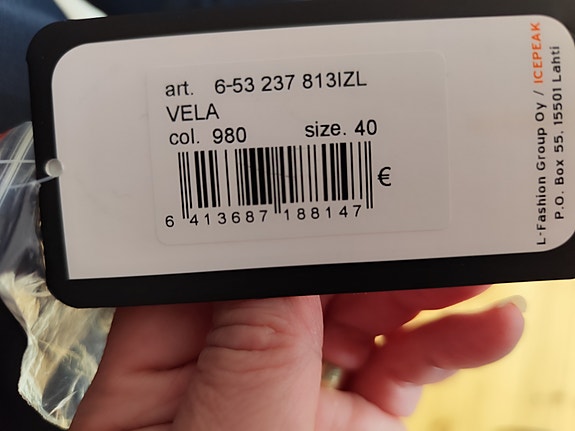 art. 6-53 237 813IZL
VELA
col. 980 size. 40
€
6 413687 188147
L-Fashion Group Oy / ICEPEAK
P.O. Box 55, 15501 Lahti